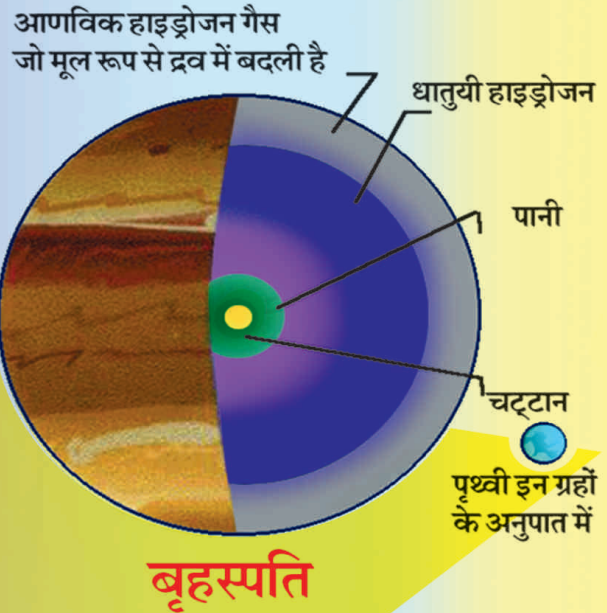 आणविक हाइड्रोजन गैस
जो मूल रूप से द्रव में बदली है
धातुयी हाइड्रोजन
पानी
चट्टान
पृथ्वी इन ग्रहों
के अनुपात में
बृहस्पति